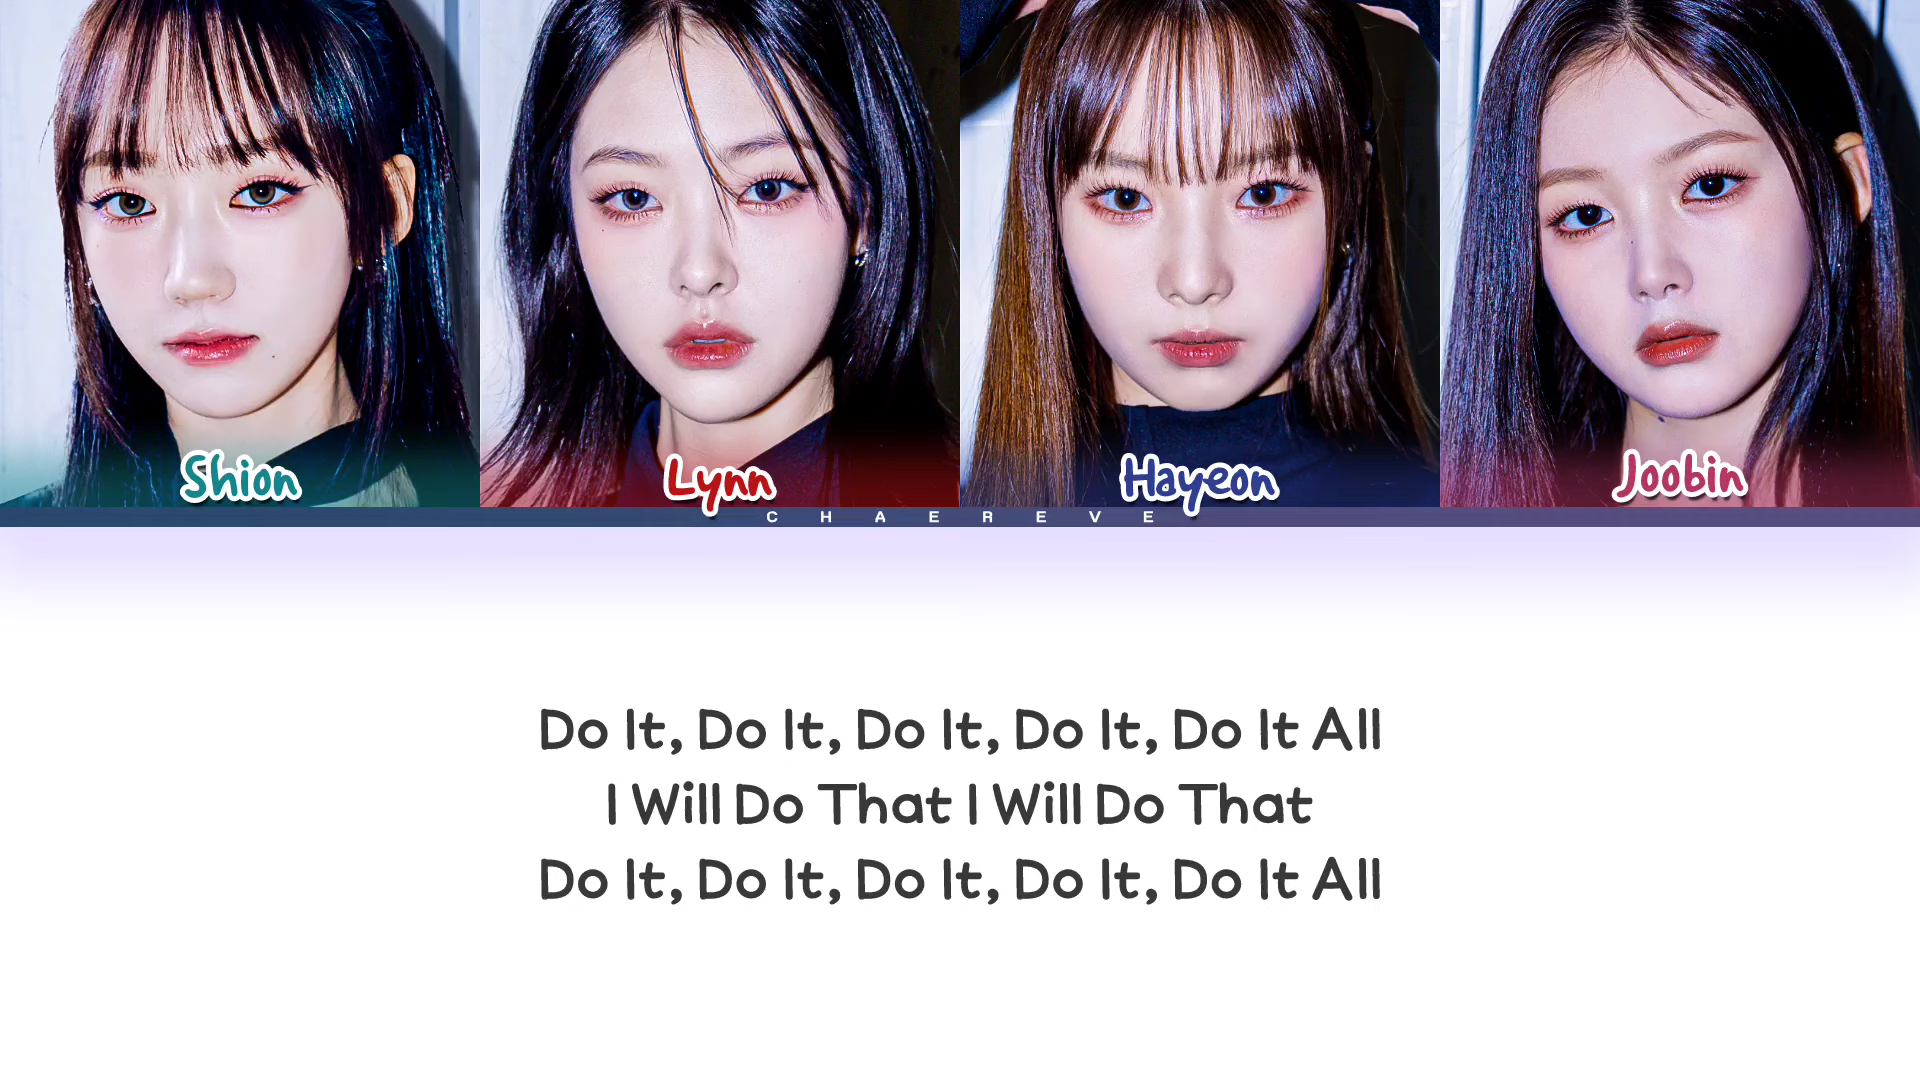 Shion
Lynn
Hayeon
Joobin
CHAEREVE
Do It, Do It, Do It, Do It, Do It All
I Will Do That I Will Do That
Do It, Do It, Do It, Do It, Do It All